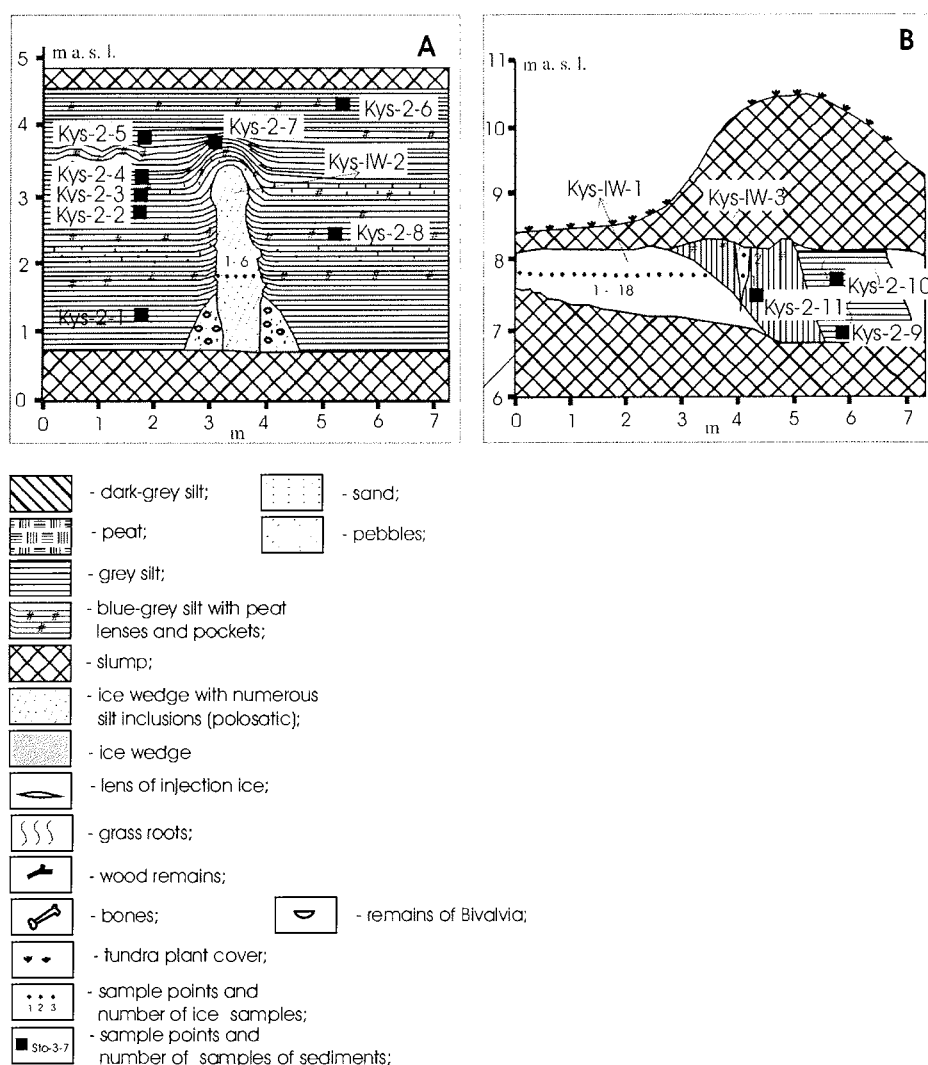 A
m a. s. l.
5
4
3
2
1
0
Kys-2-6
Kys-2-5
Kys-2-7
Kys-IW-2
Kys-2-4
Kys-2-3
Kys-2-2
Kys-2-8
1 - 6
Kys-2-1
0 1 2 3 4 5 6 7
m
B
m a. s. l.
11
10
9
8
7
6
Kys-IW-1
Kys-IW-3
2
1
1 - 18
Kys-2-10
Kys-2-11
Kys-2-9
0 1 2 3 4 5 6 7
m
- dark-grey silt;
- sand;
- peat;
- pebbles;
- grey silt;
- blue-grey silt with peat
lenses and pockets;
- slump;
- ice wedge with numerous
silt inclusions (polosatic);
- ice wedge
- lens of injection ice;
- grass roots;
- wood remains;
- bones;
- remains of Bivalvia;
- tundra plant cover;
1 2 3
- sample points and
number of ice samples;
Sto-3-7
- sample points and
number of samples of sediments;